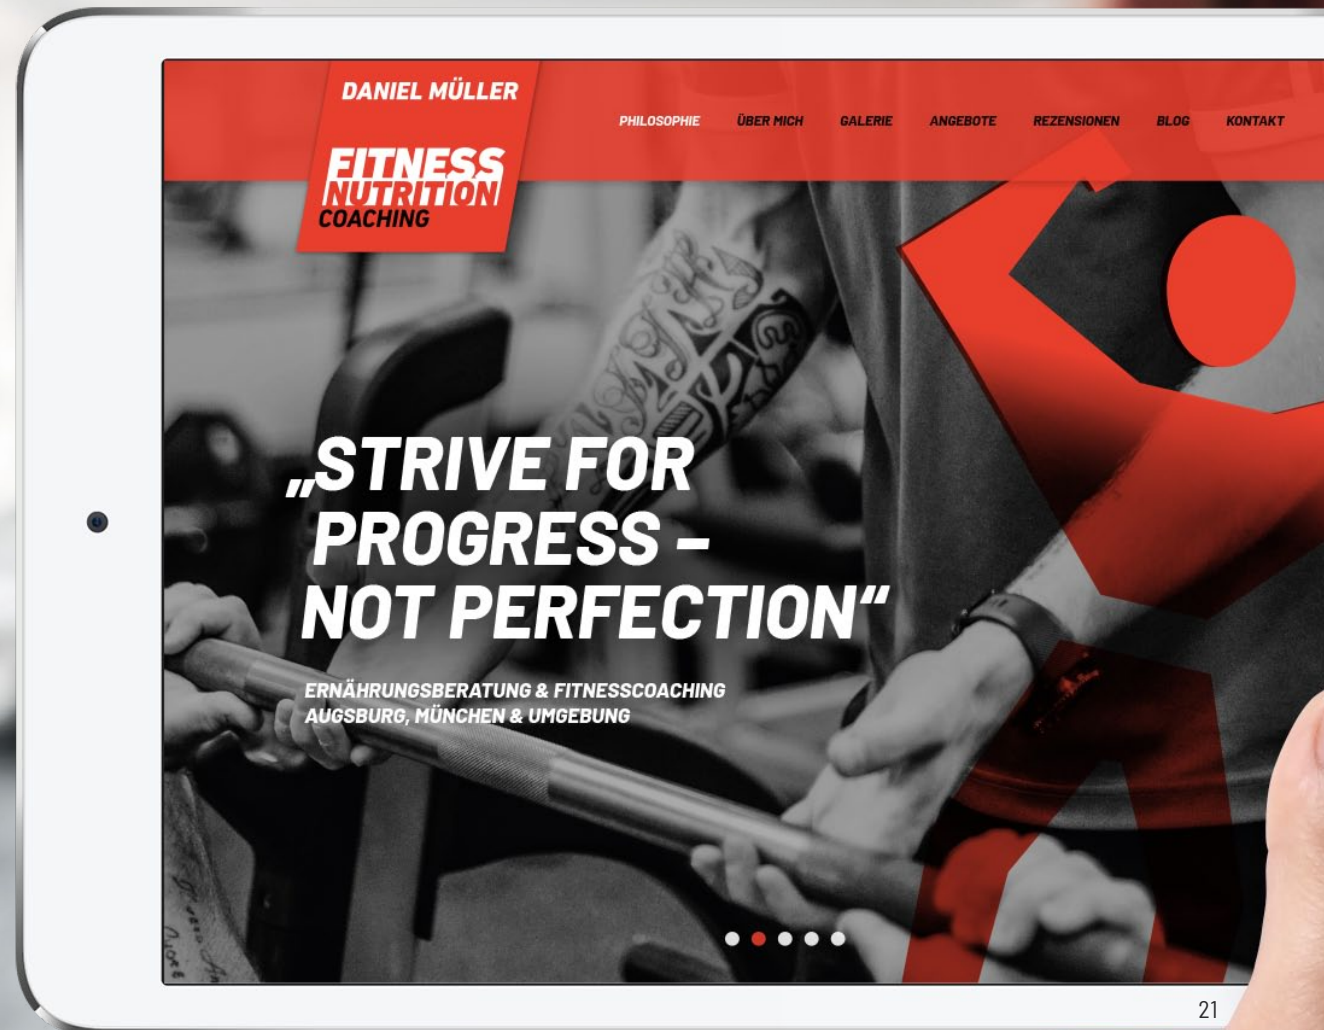 DANIEL MÜLLER
FITNESS
NUTRITION
COACHING
PHILOSOPHIE ÜBER MICH GALERIE ANGEBOTE REZENSIONEN BLOG KONTAKT
„STRIVE FOR
PROGRESS –
NOT PERFECTION“
ERNÄHRUNGSBERATUNG & FITNESSCOACHING
AUGSBURG, MÜNCHEN & UMGEBUNG
21